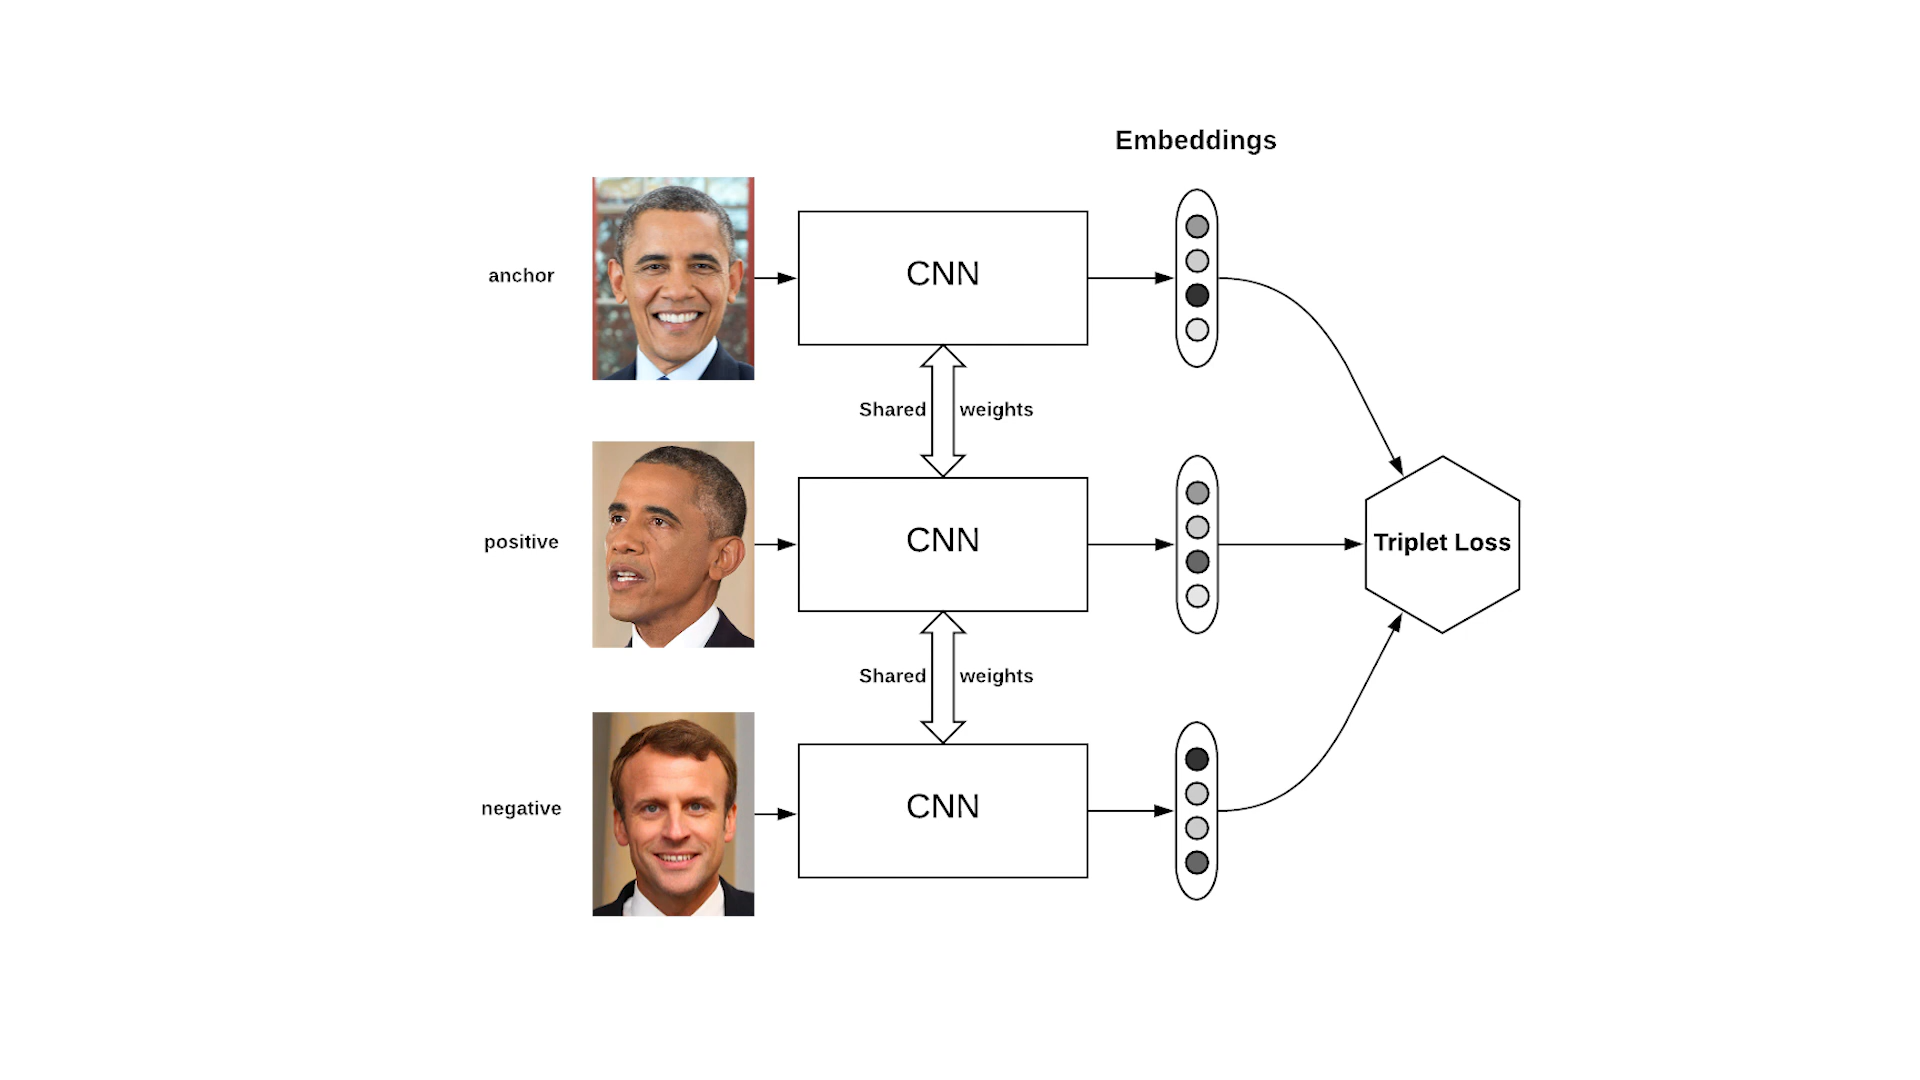 Embeddings
anchor
CNN
Shared weights
positive
CNN
Triplet Loss
Shared weights
negative
CNN